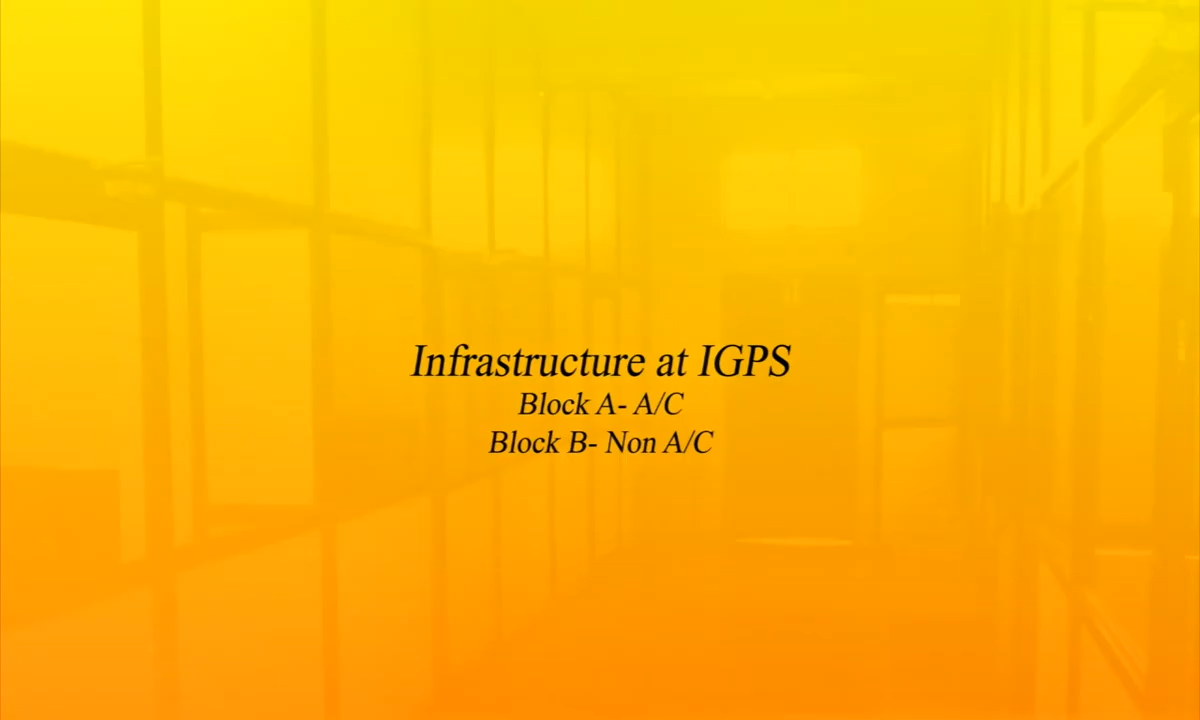 Infrastructure at IGPS
Block A- A/C
Block B- Non A/C